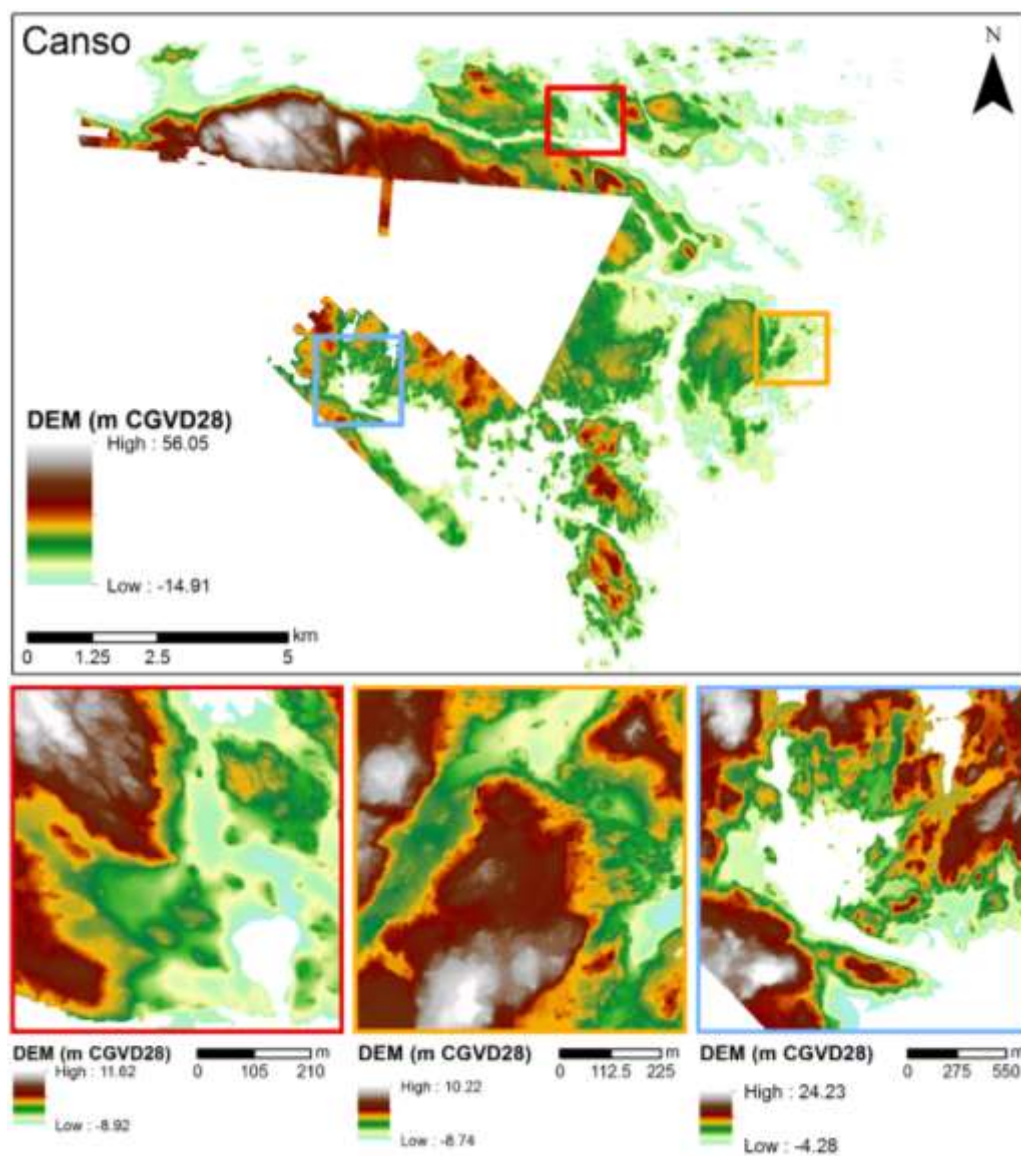 Canso
N
DEM (m CGVD28)
High : 56.05
Low : -14.91
km
0 1.25 2.5 5
DEM (m CGVD28)
High : 11.62
Low : -8.92
m
0 105 210
DEM (m CGVD28)
High : 10.22
Low : -8.74
m
0 112.5 225
DEM (m CGVD28)
High : 24.23
Low : -4.28
m
0 275 550